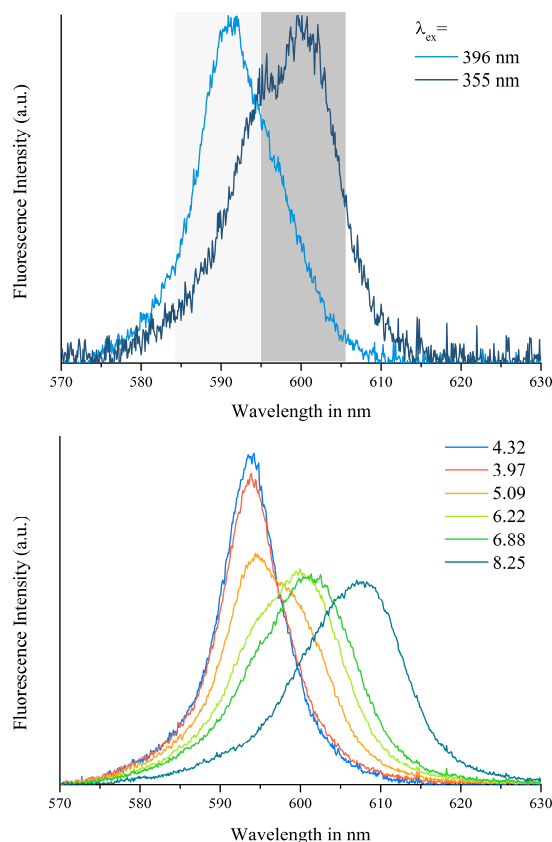 Fluorescence Intensity (a.u.)
λex=
396 nm
355 nm
570 580 590 600 610 620 630
Wavelength in nm
Fluorescence Intensity (a.u.)
4.32
3.97
5.09
6.22
6.88
8.25
570 580 590 600 610 620 630
Wavelength in nm